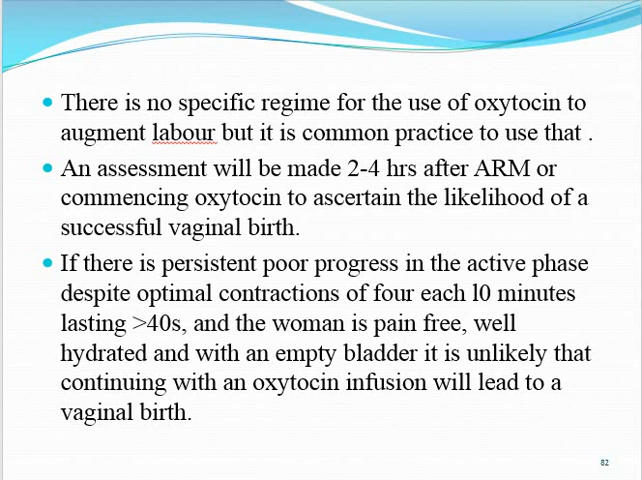 • There is no specific regime for the use of oxytocin to
augment labour but it is common practice to use that .
• An assessment will be made 2-4 hrs after ARM or
commencing oxytocin to ascertain the likelihood of a
successful vaginal birth.
• If there is persistent poor progress in the active phase
despite optimal contractions of four each l0 minutes
lasting >40s, and the woman is pain free, well
hydrated and with an empty bladder it is unlikely that
continuing with an oxytocin infusion will lead to a
vaginal birth.
82